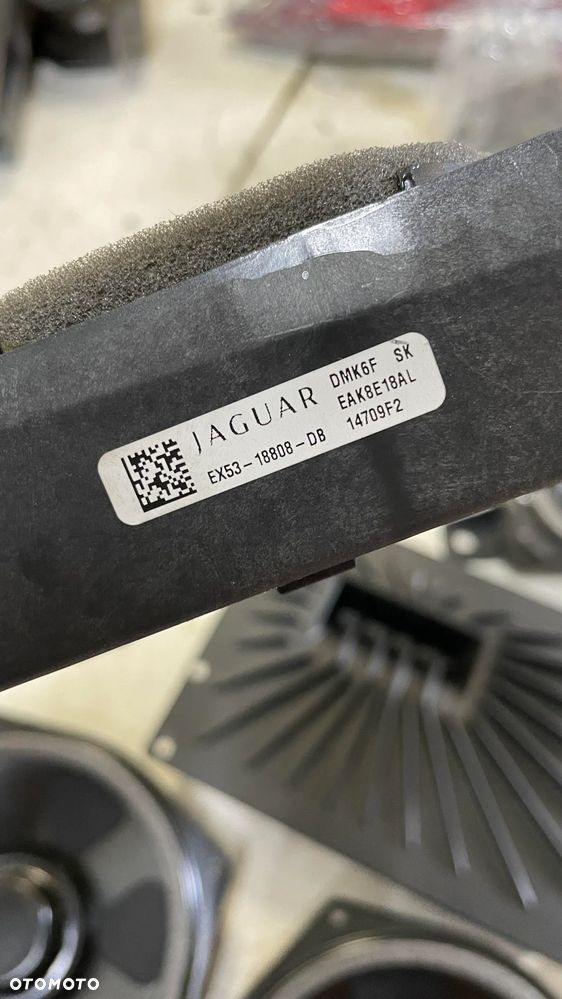 JAGUAR DMK6F SK
EAK8E18AL
EX53-18808-DB 14709F2
OTOMOTO